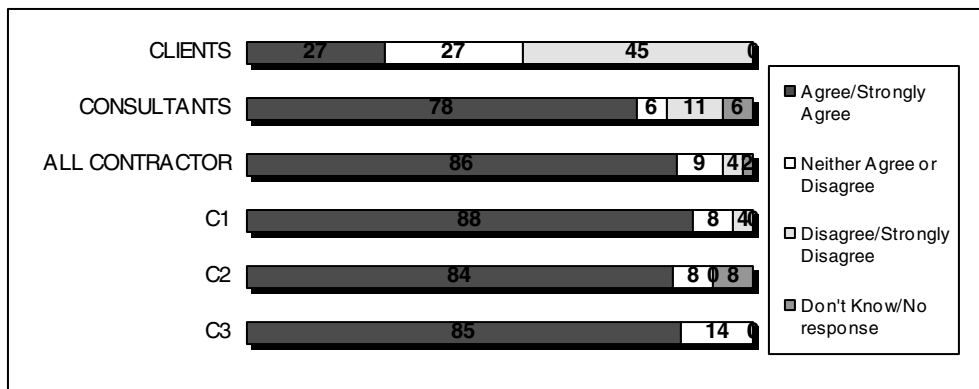 CLIENTS 27 27 45 0
CONSULTANTS 78 6 11 6
ALL CONTRACTOR 86 9 4 2
C1 88 8 4 0
C2 84 8 0 8
C3 85 14 0
Agree/Strongly
Agree
Neither Agree or
Disagree
Disagree/Strongly
Disagree
Don't Know/No
response